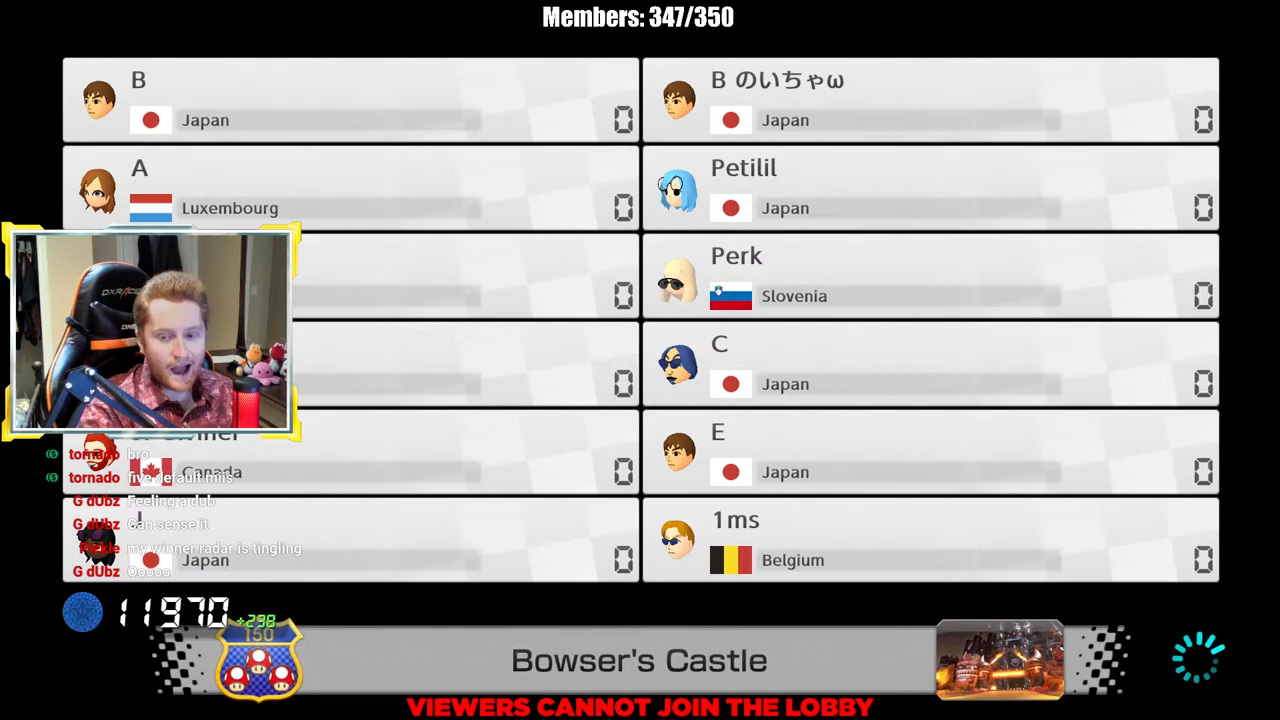 Members: 347/350
B
Japan
0
B のいちゃω
Japan
0
A
Luxembourg
0
Petilil
Japan
0
0
Perk
Slovenia
0
0
C
Japan
0
Canada
0
E
Japan
0
Japan
0
1ms
Belgium
0
tornado bro
tornado five default miis
G dUbz Feeling a dub
G dUbz Can sense it
my winner radar is tingling
G dUbz Ooooo
11970 +298
150
Bowser's Castle
VIEWERS CANNOT JOIN THE LOBBY